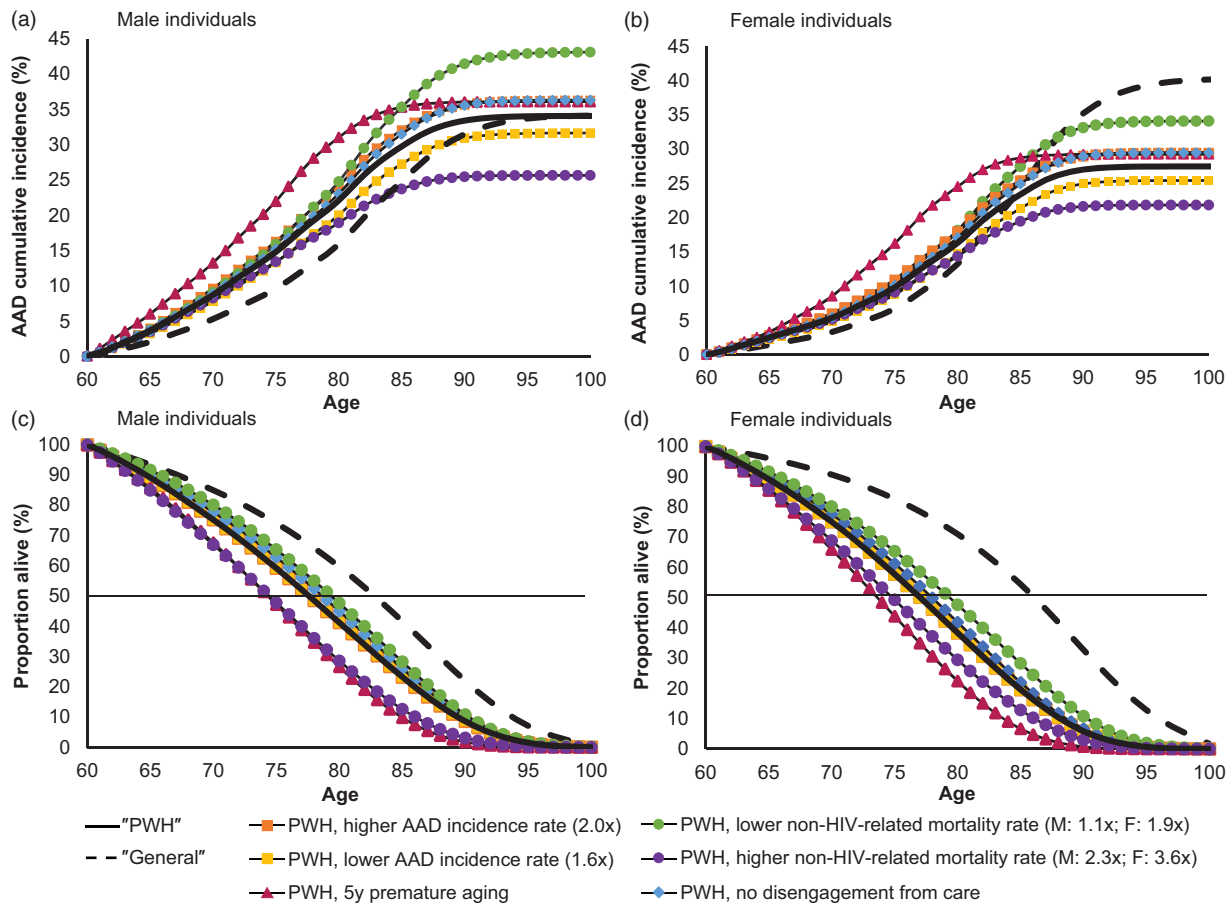 (a) Male individuals
AAD cumulative incidence (%)
45
40
35
30
25
20
15
10
5
0
60 65 70 75 80 85 90 95 100
Age
(b) Female individuals
AAD cumulative incidence (%)
45
40
35
30
25
20
15
10
5
0
60 65 70 75 80 85 90 95 100
Age
(c) Male individuals
Proportion alive (%)
100
90
80
70
60
50
40
30
20
10
0
60 65 70 75 80 85 90 95 100
Age
(d) Female individuals
Proportion alive (%)
100
90
80
70
60
50
40
30
20
10
0
60 65 70 75 80 85 90 95 100
Age
"PWH"
"General"
PWH, higher AAD incidence rate (2.0x)
PWH, lower AAD incidence rate (1.6x)
PWH, 5y premature aging
PWH, lower non-HIV-related mortality rate (M: 1.1x; F: 1.9x)
PWH, higher non-HIV-related mortality rate (M: 2.3x; F: 3.6x)
PWH, no disengagement from care